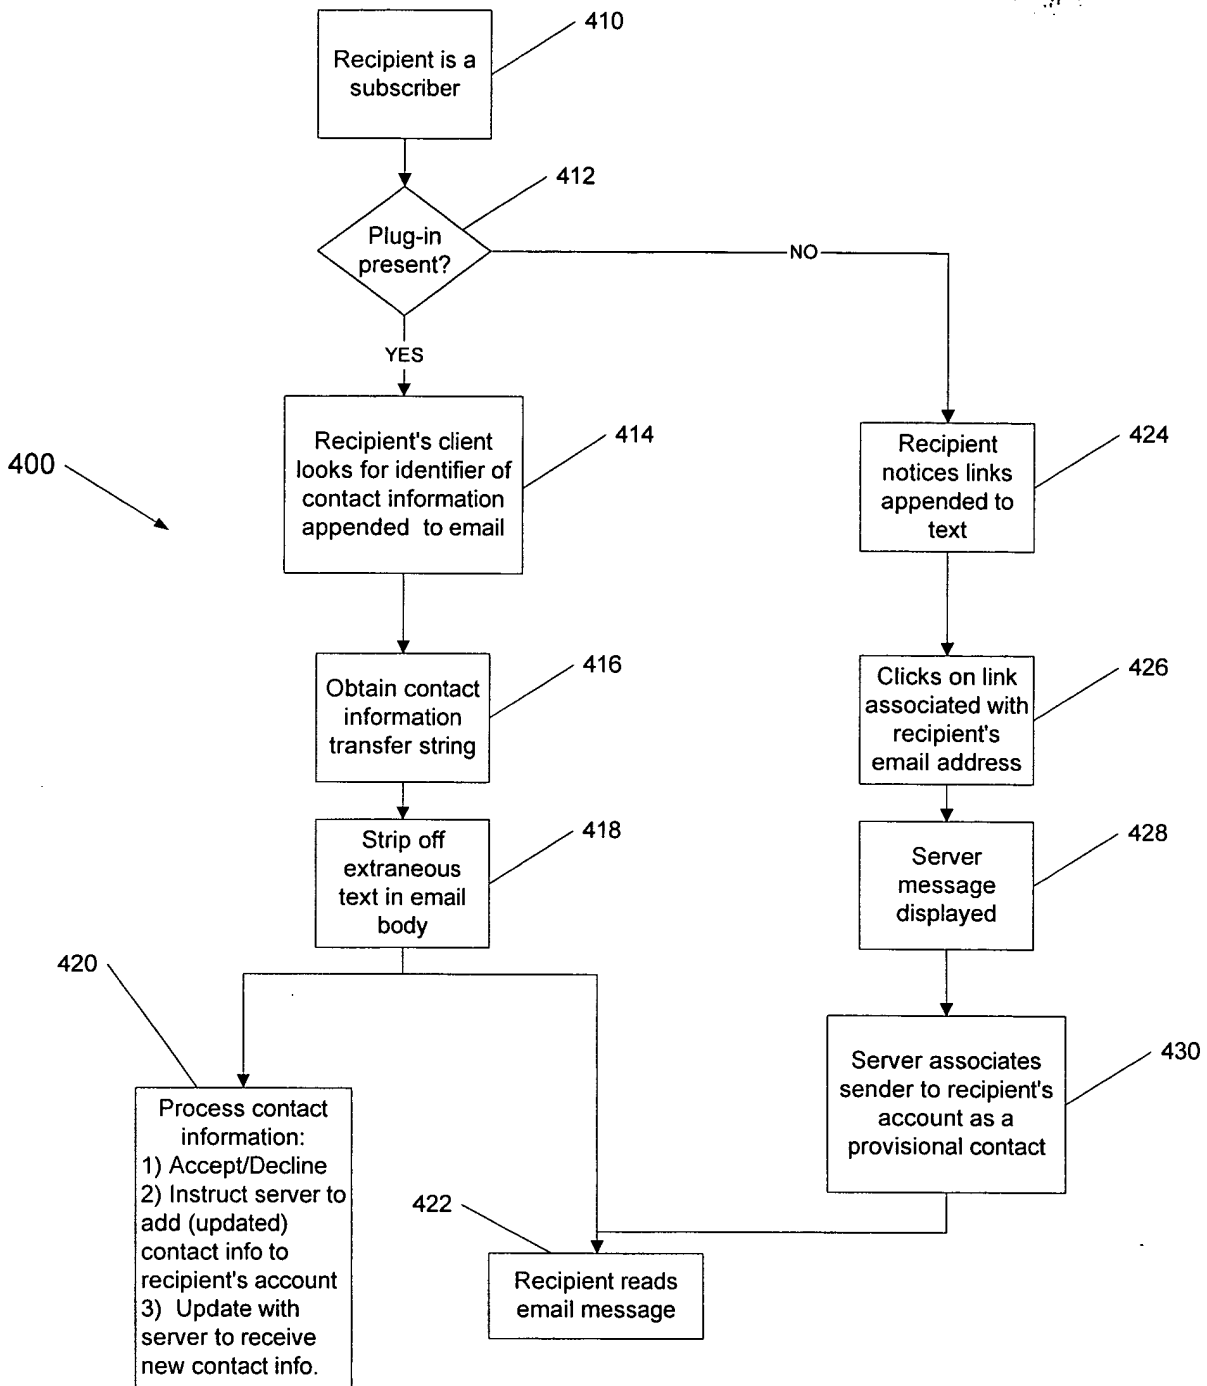 410
Recipient is a
subscriber
412
Plug-in
present?
NO
YES
400
Recipient's client
looks for identifier of
contact information
appended to email
414
Recipient
notices links
appended to
text
424
Obtain contact
information
transfer string
416
Clicks on link
associated with
recipient's
email address
426
Strip off
extraneous
text in email
body
418
Server
message
displayed
428
420
Process contact
information:
1) Accept/Decline
2) Instruct server to
add (updated)
contact info to
recipient's account
3) Update with
server to receive
new contact info.
Server associates
sender to recipient's
account as a
provisional contact
430
422
Recipient reads
email message